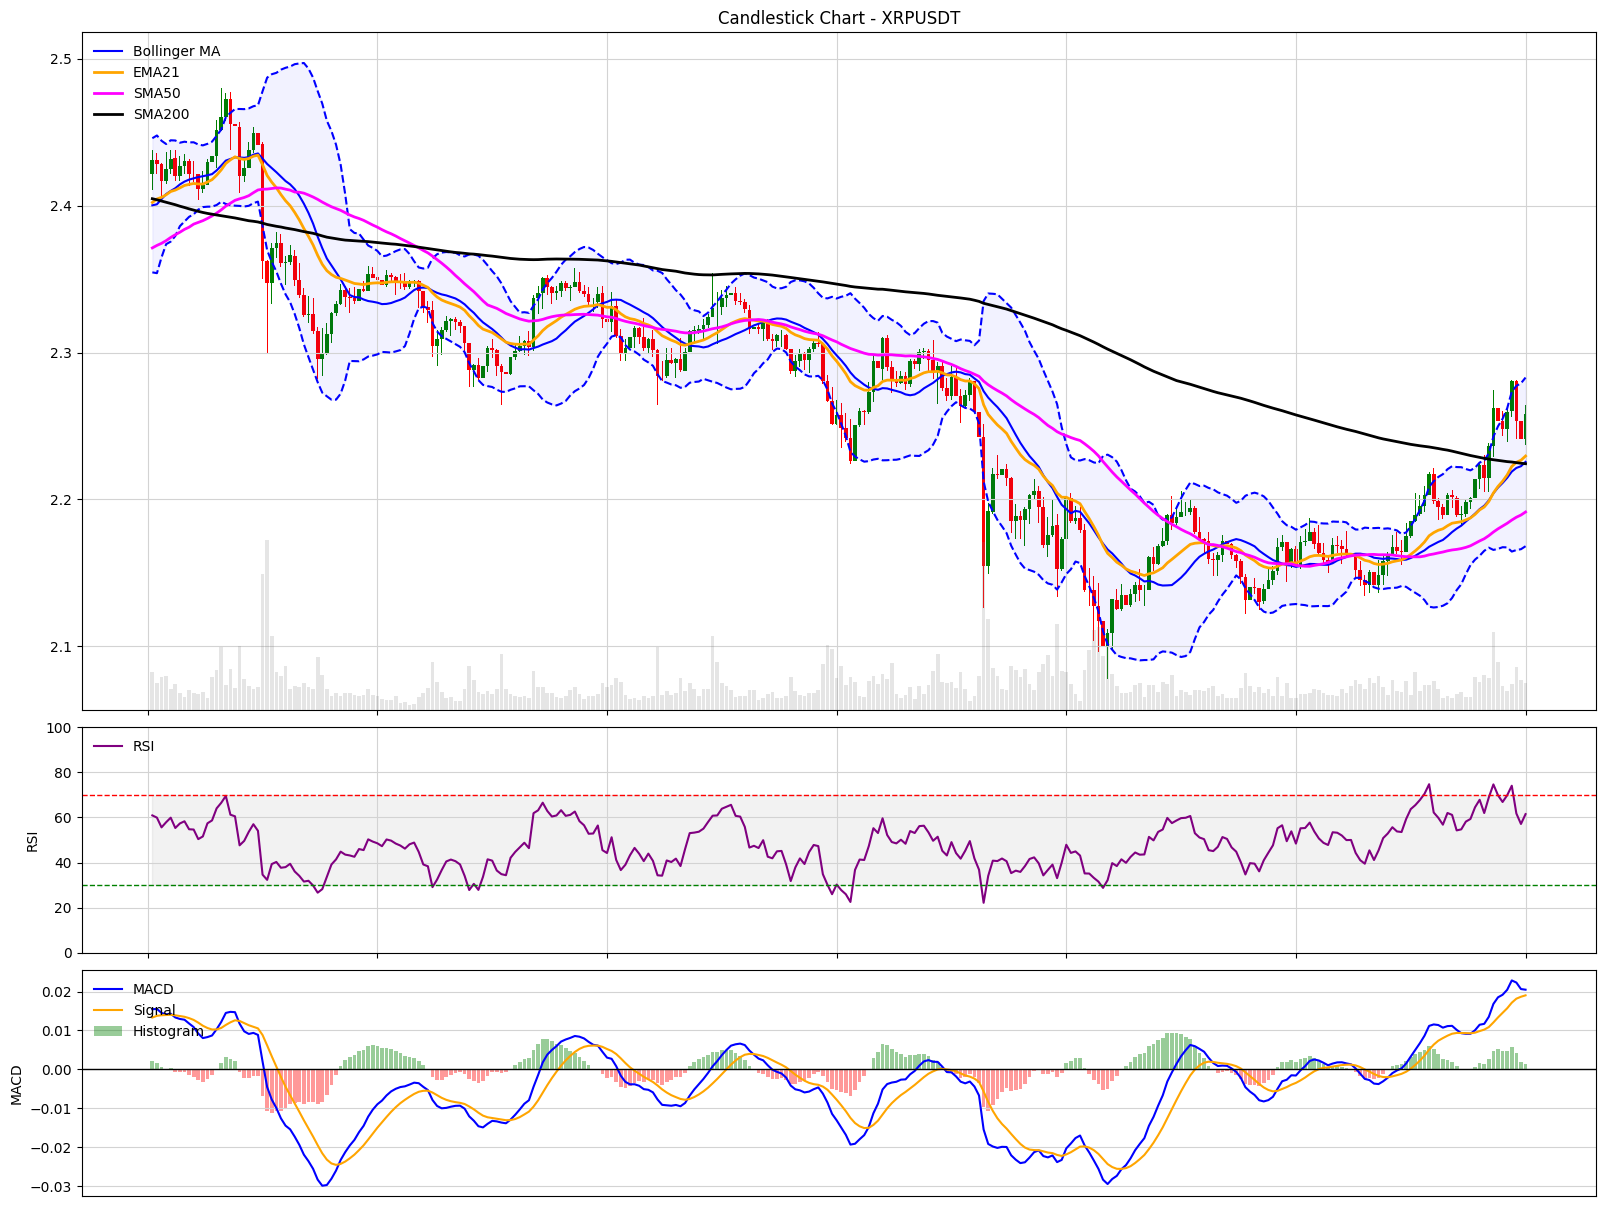 Candlestick Chart - XRPUSDT
Bollinger MA
EMA21
SMA50
SMA200
2.5
2.4
2.3
2.2
2.1
RSI
RSI
100
80
60
40
20
0
MACD
Signal
Histogram
MACD
0.02
0.01
0.00
−0.01
−0.02
−0.03